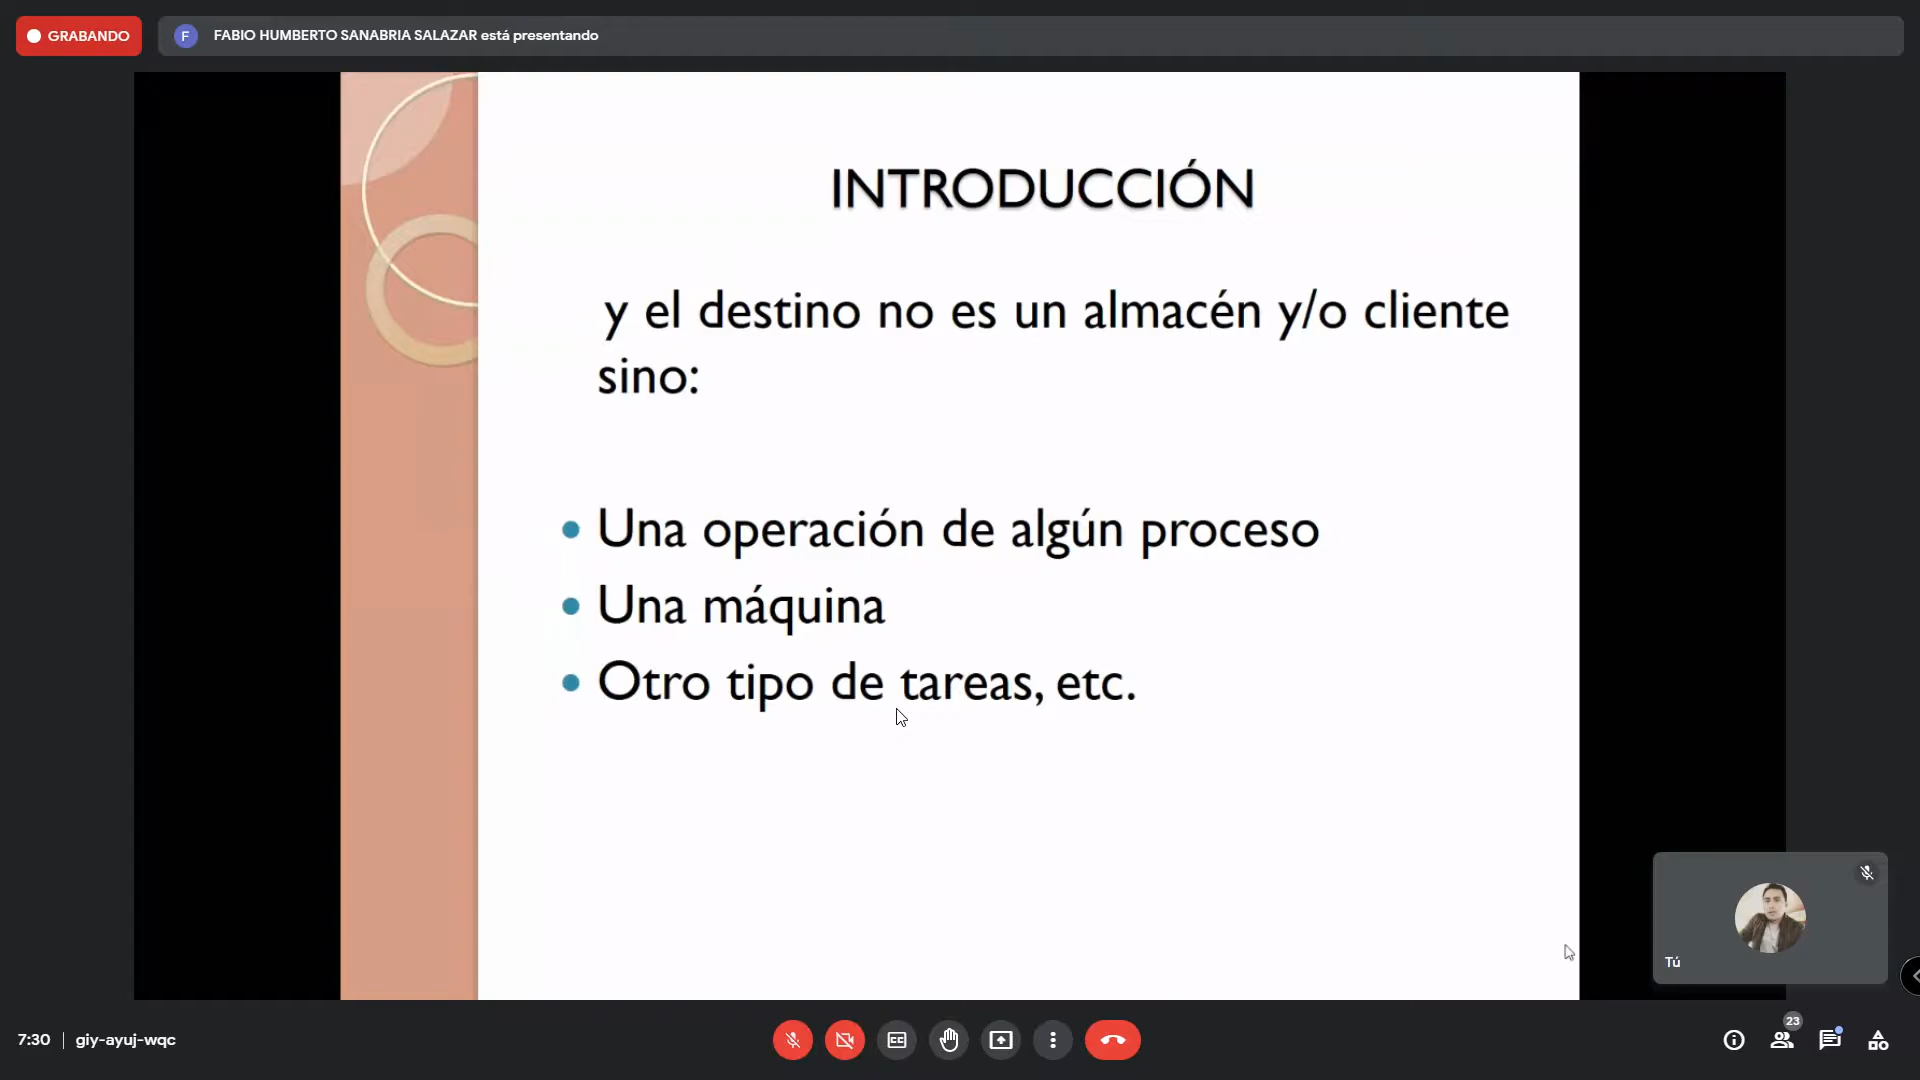 GRABANDO
F
FABIO HUMBERTO SANABRIA SALAZAR está presentando
INTRODUCCIÓN
y el destino no es un almacén y/o cliente
sino:
• Una operación de algún proceso
• Una máquina
• Otro tipo de tareas, etc.
Tú
7:30 | giy-ayuj-wqc
CC
23